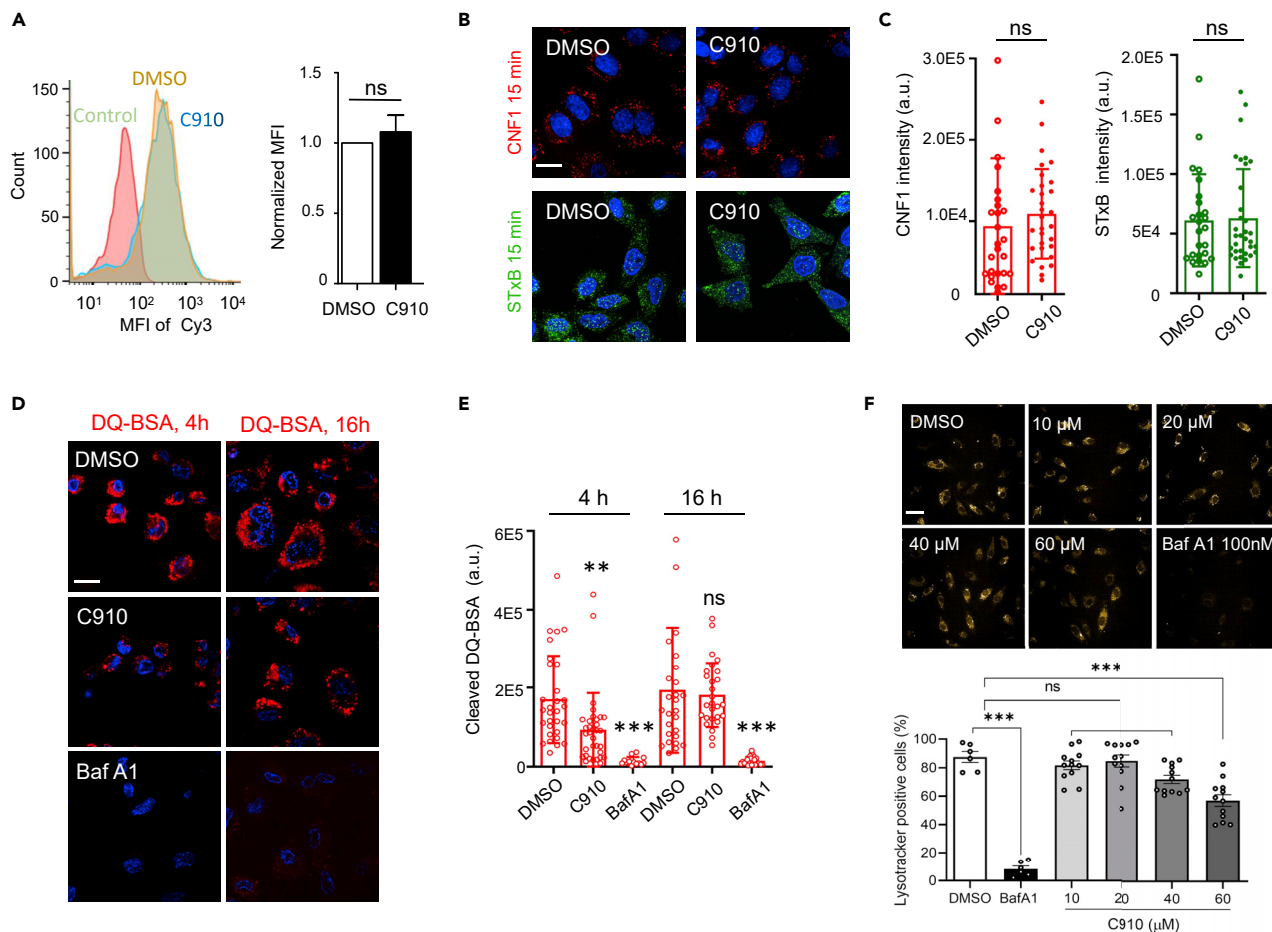 A
DMSO
Control
C910
Count
150
100
50
0
10¹ 10² 10³ 10⁴
MFI of Cy3
Normalized MFI
1.5
1.0
0.5
0
ns
DMSO C910
B
DMSO C910
CNF1 15 min
DMSO C910
STxB 15 min
C
ns
CNF1 intensity (a.u.)
3.0E5
2.0E5
1.0E4
0
DMSO C910
ns
STxB intensity (a.u.)
2.0E5
1.5E5
1.0E5
5E4
0
DMSO C910
D
DQ-BSA, 4h DQ-BSA, 16h
DMSO
C910
Baf A1
E
4 h 16 h
Cleaved DQ-BSA (a.u.)
6E5
4E5
2E5
0
** *** ns ***
DMSO C910 BafA1 DMSO C910 BafA1
F
DMSO 10 µM 20 µM
40 µM 60 µM Baf A1 100nM
***
ns
***
Lysotracker positive cells (%)
100
80
60
40
20
0
DMSO BafA1 10 20 40 60
C910 (µM)